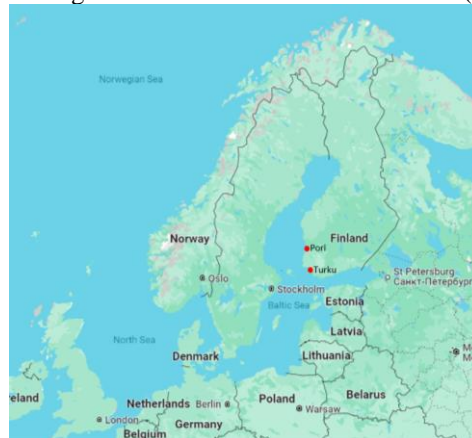 Norwegian Sea
Norway
Finland
Pori
Turku
Oslo
Stockholm
St Petersburg
Санкт-Петербург
Baltic Sea
Estonia
Latvia
Lithuania
North Sea
Denmark
Netherlands
Berlin
Poland
Belarus
London
Warsaw
Belgium
Germany